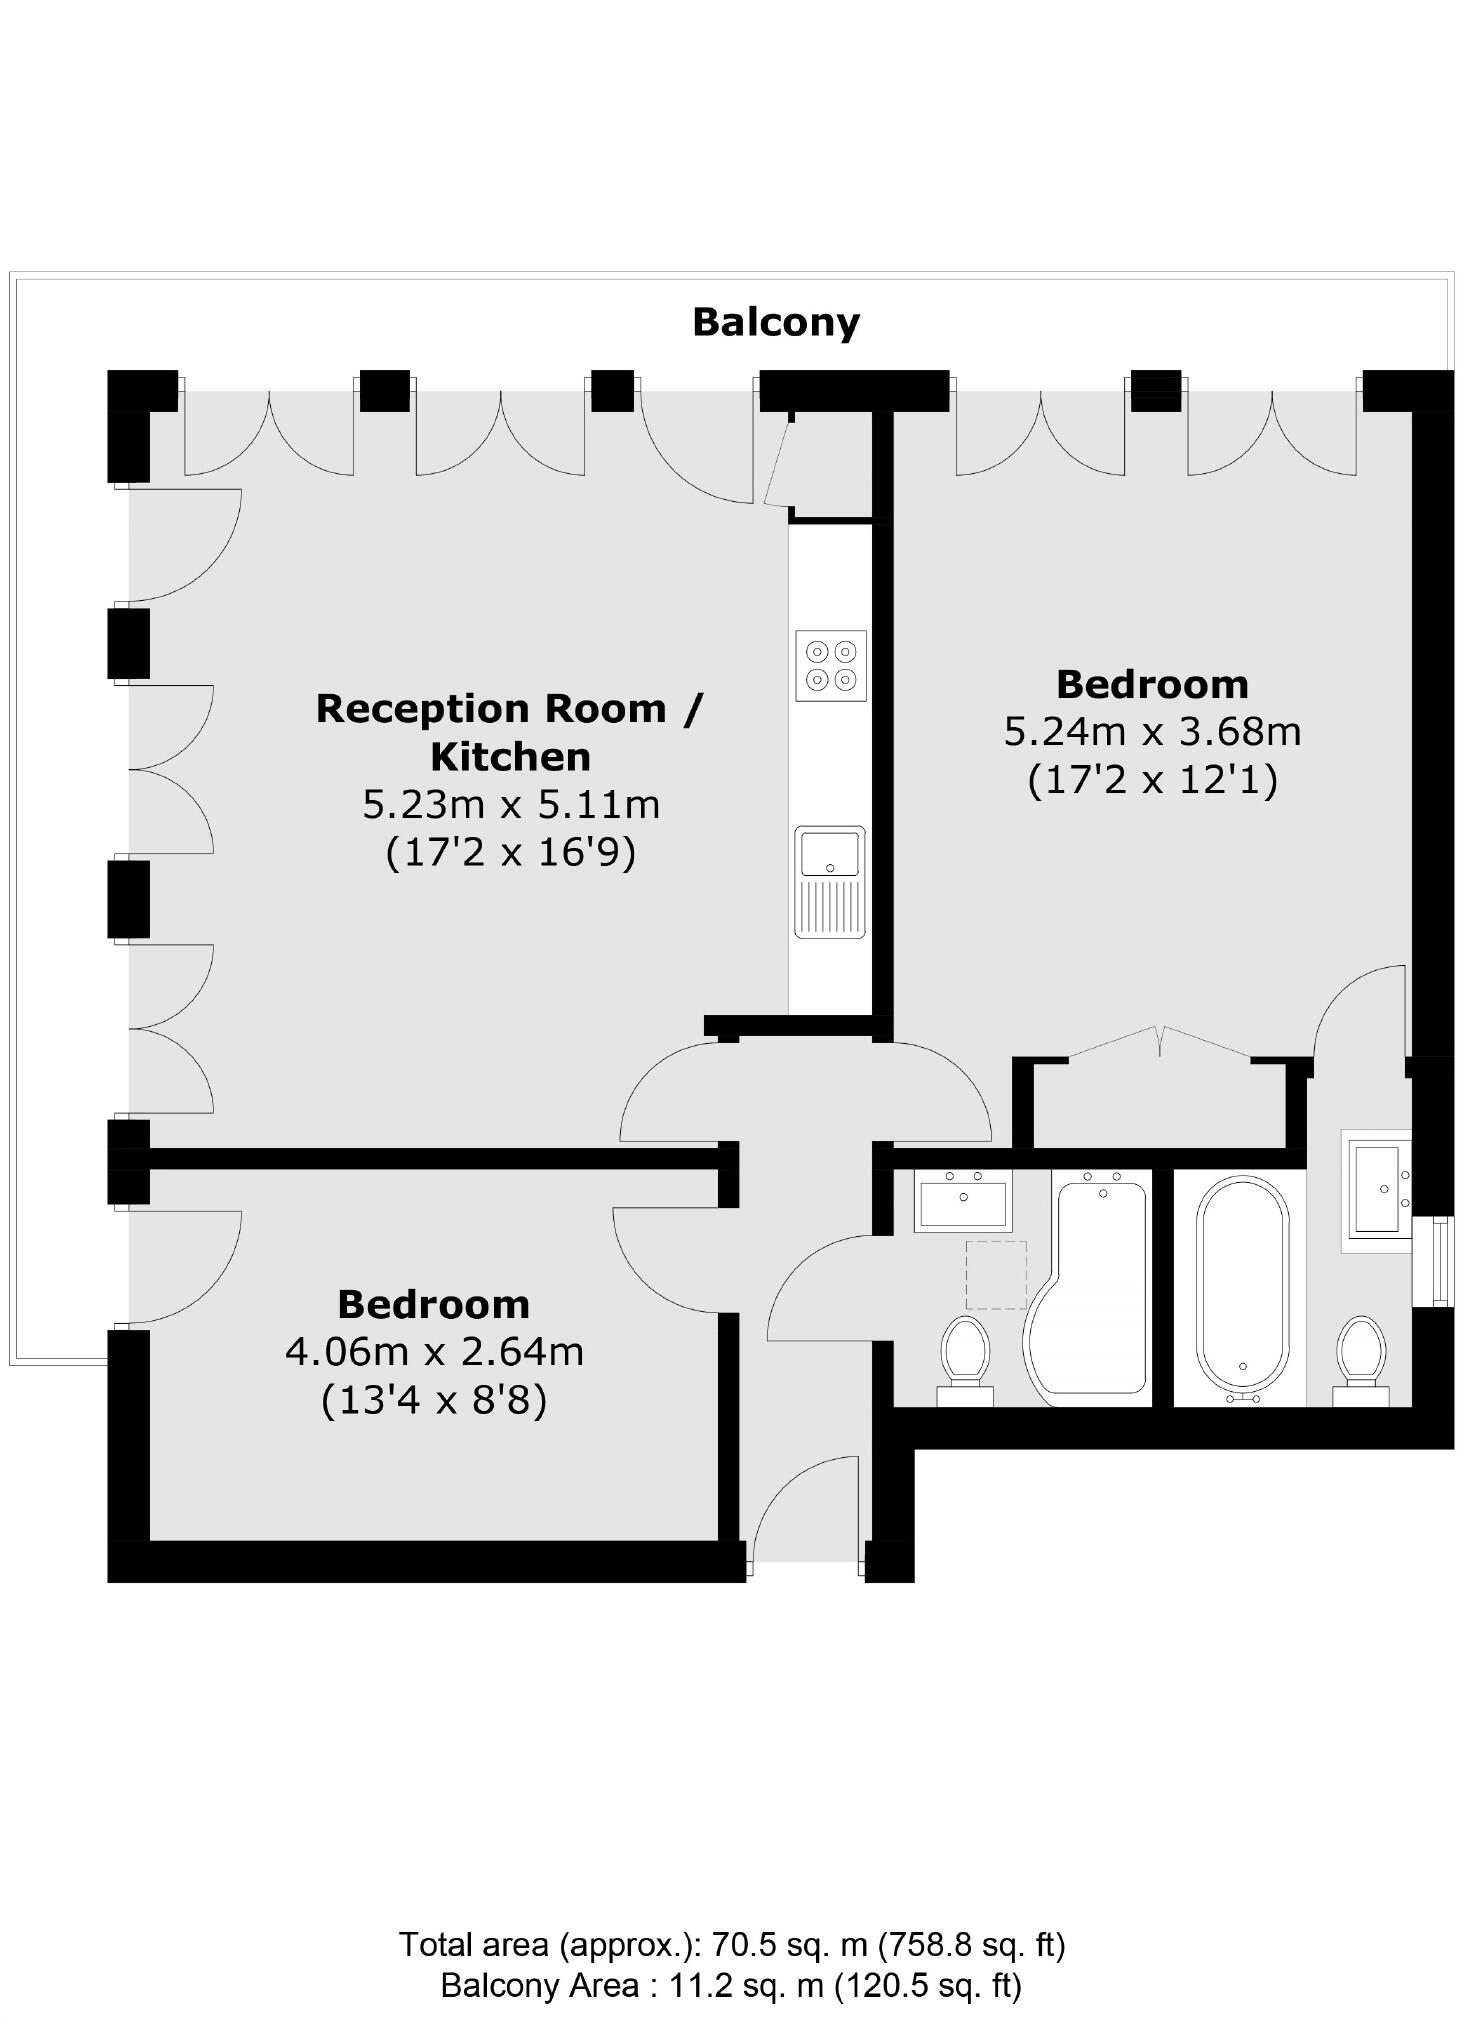 Balcony
Reception Room /
Kitchen
5.23m x 5.11m
(17'2 x 16'9)
Bedroom
5.24m x 3.68m
(17'2 x 12'1)
Bedroom
4.06m x 2.64m
(13'4 x 8'8)
Total area (approx.): 70.5 sq. m (758.8 sq. ft)
Balcony Area : 11.2 sq. m (120.5 sq. ft)